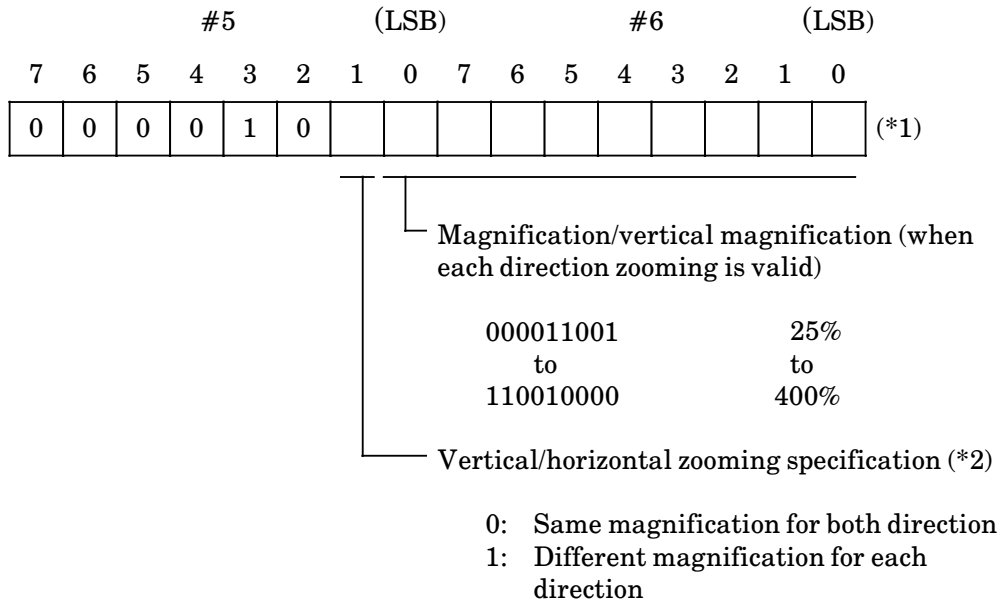 #5 (LSB) #6 (LSB)
7 6 5 4 3 2 1 0 7 6 5 4 3 2 1 0
0 0 0 0 1 0 (*1)
Magnification/vertical magnification (when
each direction zooming is valid)
000011001 25%
to to
110010000 400%
Vertical/horizontal zooming specification (*2)
0: Same magnification for both direction
1: Different magnification for each
direction